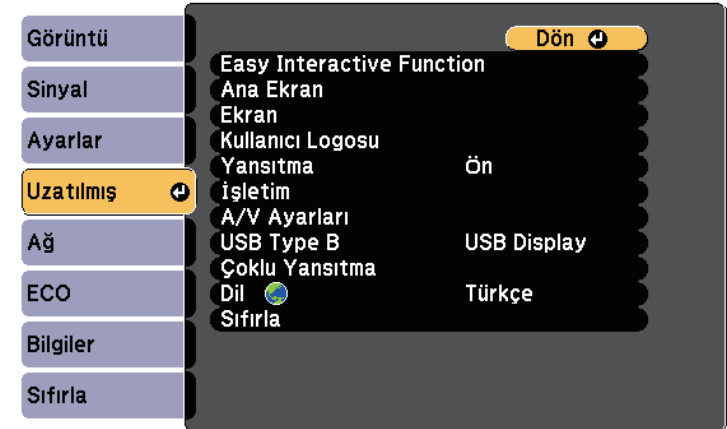 Görüntü
Sinyal
Ayarlar
Uzatılmış
Ağ
ECO
Bilgiler
Sıfırla
Dön
Easy Interactive Function
Ana Ekran
Ekran
Kullanıcı Logosu
Yansıtma Ön
İşletim
A/V Ayarları
USB Type B USB Display
Çoklu Yansıtma
Dil Türkçe
Sıfırla